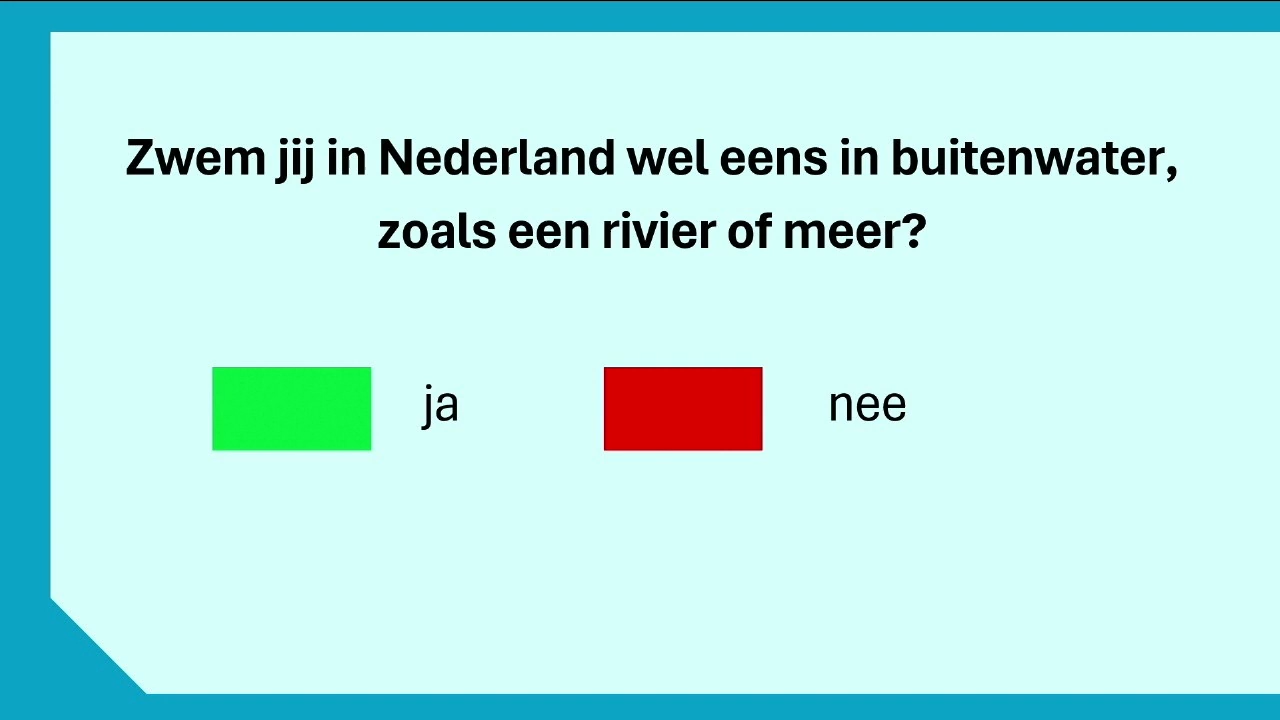 Zwem jij in Nederland wel eens in buitenwater,
zoals een rivier of meer?
ja nee